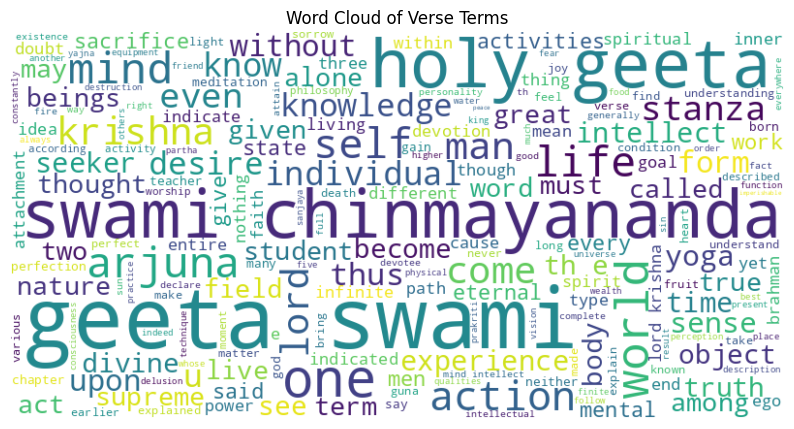 Word Cloud of Verse Terms
existence
yajna
another
equipment
sorrow
sacrifice
light
doubt
friend
destruction
may
mind
know
without
within
activities
spiritual
inner
holy geeta
alone
three
fear
joy
thing
personality
philosophy
food
everywhere
constantly
beings
even
meditation
attain
knowledge
water
peace
th
feel
find
understanding
fire
way
right
others
indicate
king
great
verse
generally
stanza
idea
krishna
given
living
devotion
much
mean
born
according
activity
partha
state
self
man
gain
higher
good
intellect
condition
order
work
always
seeker
desire
individual
though
life
goal
form
fact
described
attachment
thought
teacher
worship
give
nothing
faith
death
different
word
must
called
function
swami chinmayananda
sanjaya
full
sin
heart
two
perfect
entire
student
become
cause
never
long
every
understand
perfection
arjuna
many
five
devotee
physical
come
th e
universe
yoga
yet
nature
sun
practice
declare
make
field
lord
thus
infinite
path
eternal
spirit
wealth
type
world
lord krishna
fruit
true
time
brahman
geeta swami
various
consciousness
indeed
technique
moment
e
bring
prakriti
vision
complete
explain
result
best
present
sense
perception
take
place
divine
matter
whose
god
indicated
experience
made
body
object
known
description
chapter
delusion
upon
u
live
one
men
mind intellect
neither
finite
end
truth
act
supreme
said
see
guna
qualities
action
follow
mental
among
ego
earlier
explained
power
term
say
intellectual